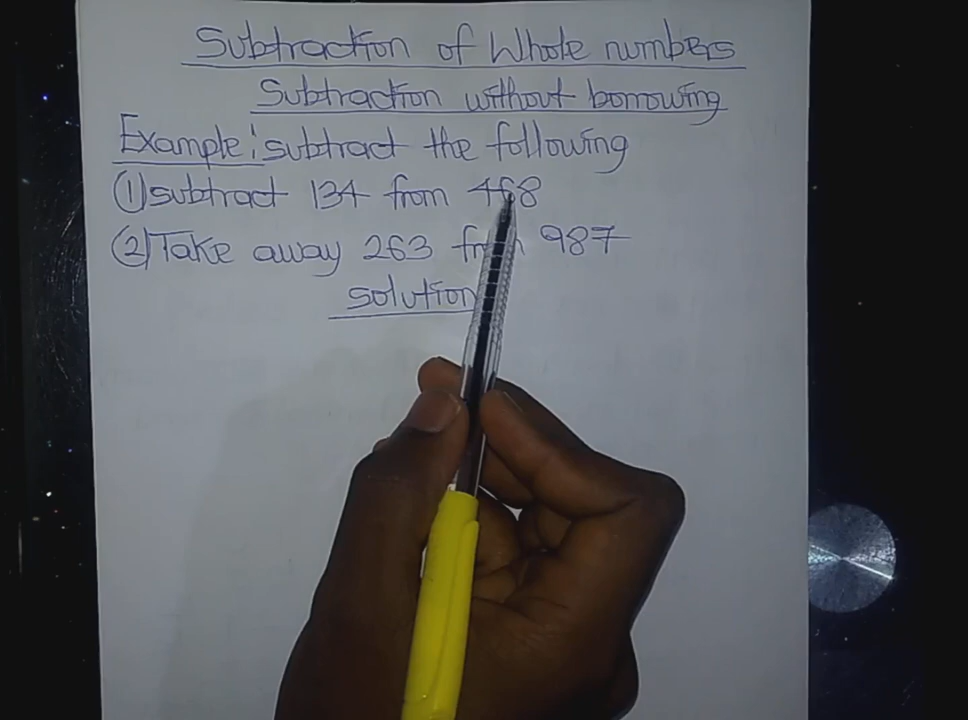 Subtraction of Whole numbers
Subtraction without borrowing
Example: subtract the following
(1) subtract 134 from 468
(2) Take away 263 from 987
solution